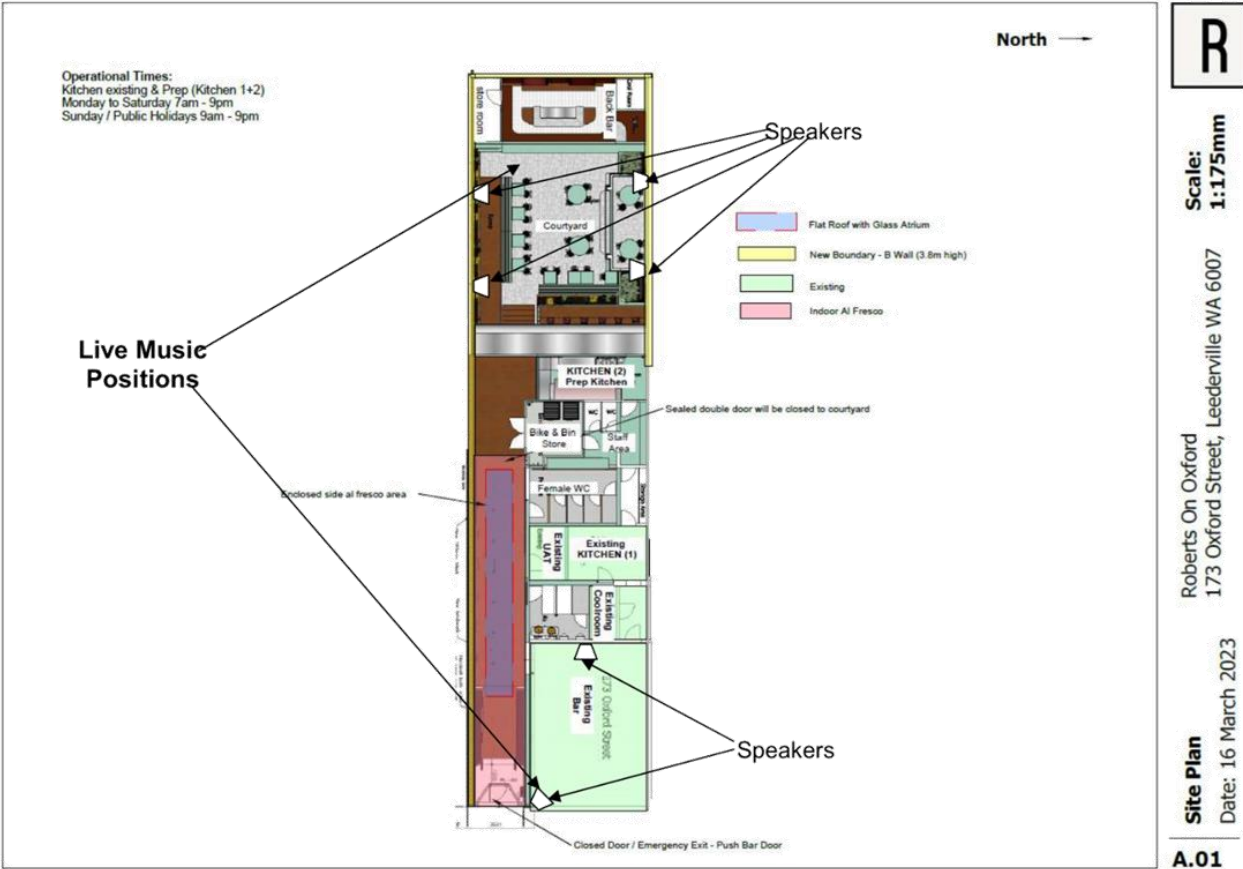 North
Operational Times:
Kitchen existing & Prep (Kitchen 1+2)
Monday to Saturday 7am - 9pm
Sunday / Public Holidays 9am - 9pm
store room
Back Bar
Cool Room
Speakers
Courtyard
Flat Roof with Glass Atrium
New Boundary - B Wall (3.8m high)
Existing
Indoor Al Fresco
Live Music
Positions
KITCHEN (2)
Prep Kitchen
Sealed double door will be closed to courtyard
WC
WC
Bike & Bin
Store
Staff
Area
Enclosed side al fresco area
Female WC
Storage Area
Existing
UAT
Existing
Existing
KITCHEN (1)
Existing
Coolroom
Existing
Bar
173 Oxford Street
Speakers
Closed Door / Emergency Exit - Push Bar Door
R
Scale:
1:175mm
Roberts On Oxford
173 Oxford Street, Leederville WA 6007
Site Plan
Date: 16 March 2023
A.01